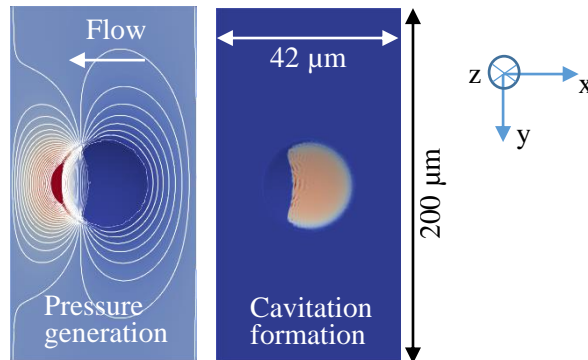 Flow
Pressure
generation
42 µm
Cavitation
formation
200 µm
z
x
y